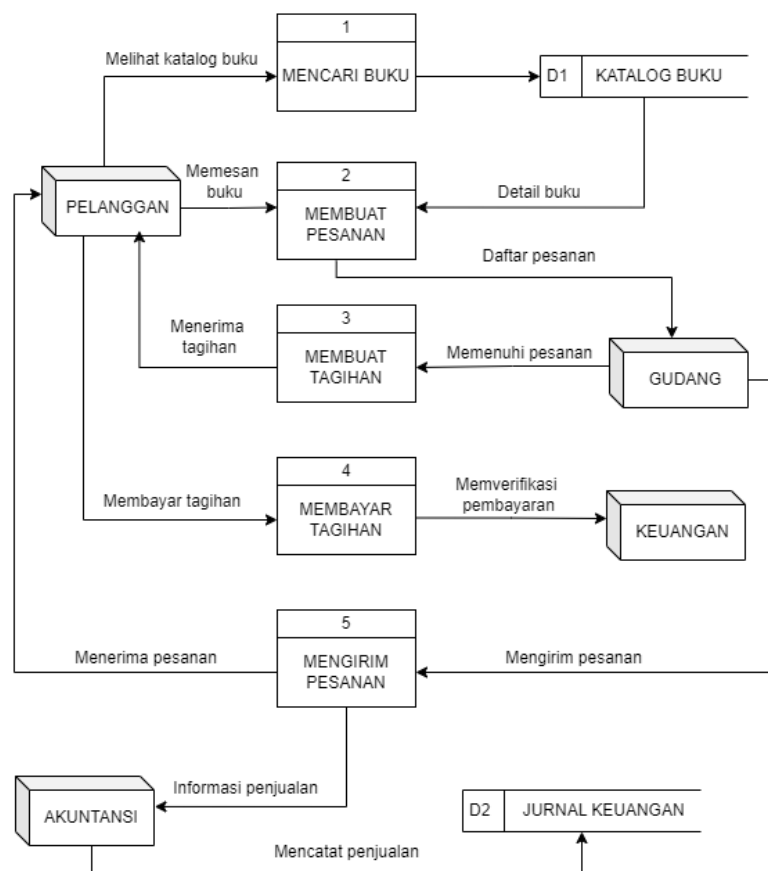 1
Melihat katalog buku
MENCARI BUKU
D1
KATALOG BUKU
2
Memesan
buku
PELANGGAN
MEMBUAT
PESANAN
Detail buku
Daftar pesanan
3
Menerima
tagihan
MEMBUAT
TAGIHAN
Memenuhi pesanan
GUDANG
4
Membayar tagihan
MEMBAYAR
TAGIHAN
Memverifikasi
pembayaran
KEUANGAN
5
Menerima pesanan
MENGIRIM
PESANAN
Mengirim pesanan
Informasi penjualan
AKUNTANSI
D2
JURNAL KEUANGAN
Mencatat penjualan